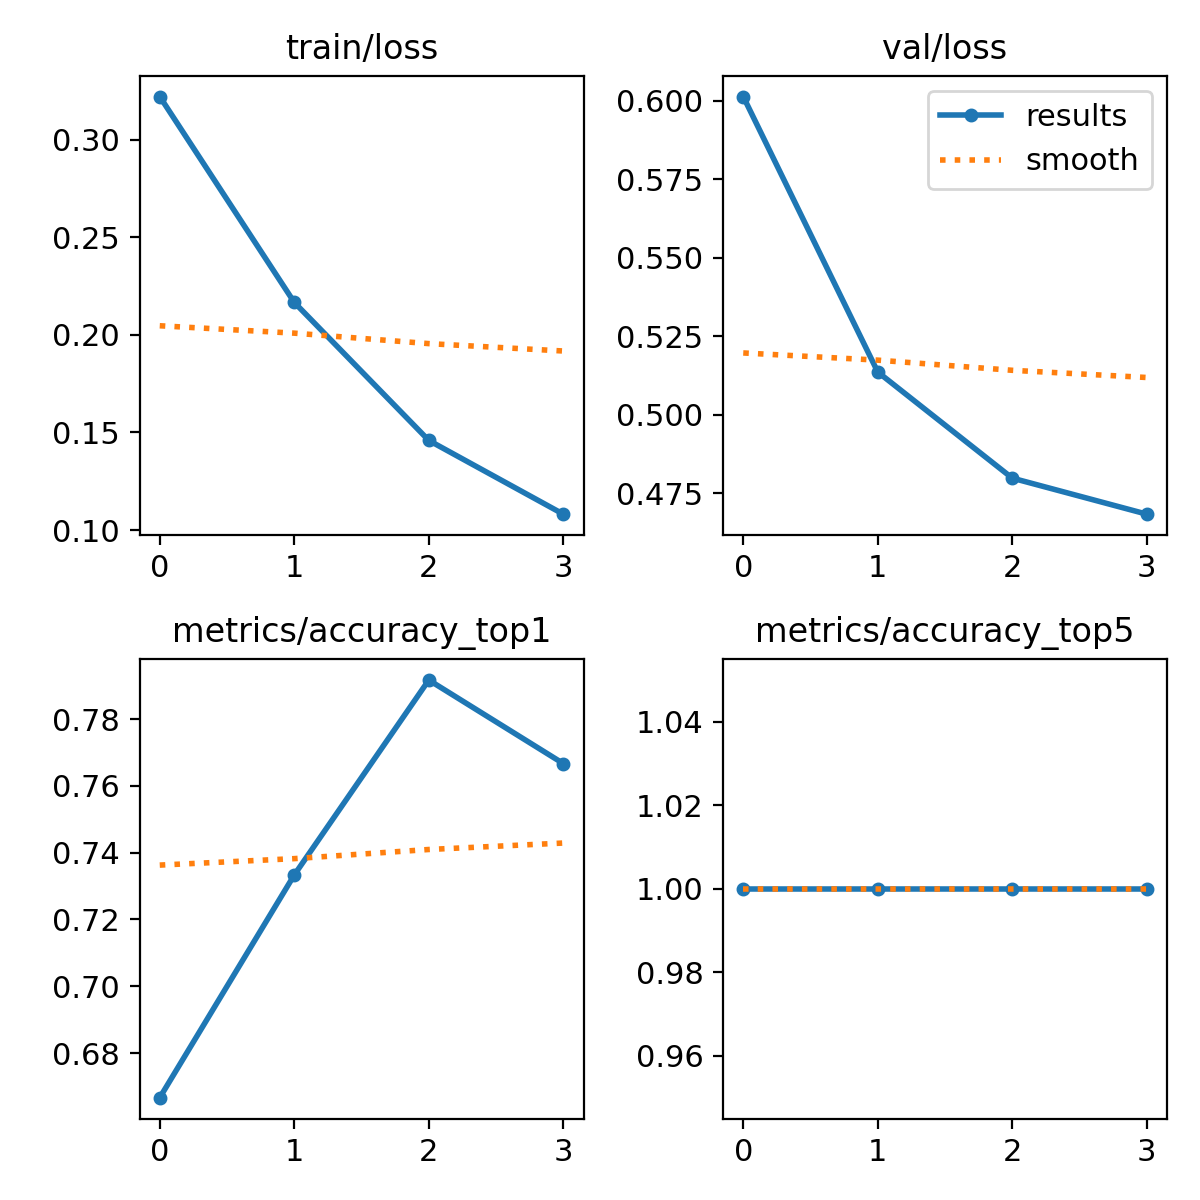 train/loss
0.30
0.25
0.20
0.15
0.10
0 1 2 3
val/loss
results
smooth
0.600
0.575
0.550
0.525
0.500
0.475
0 1 2 3
metrics/accuracy_top1
0.78
0.76
0.74
0.72
0.70
0.68
0 1 2 3
metrics/accuracy_top5
1.04
1.02
1.00
0.98
0.96
0 1 2 3